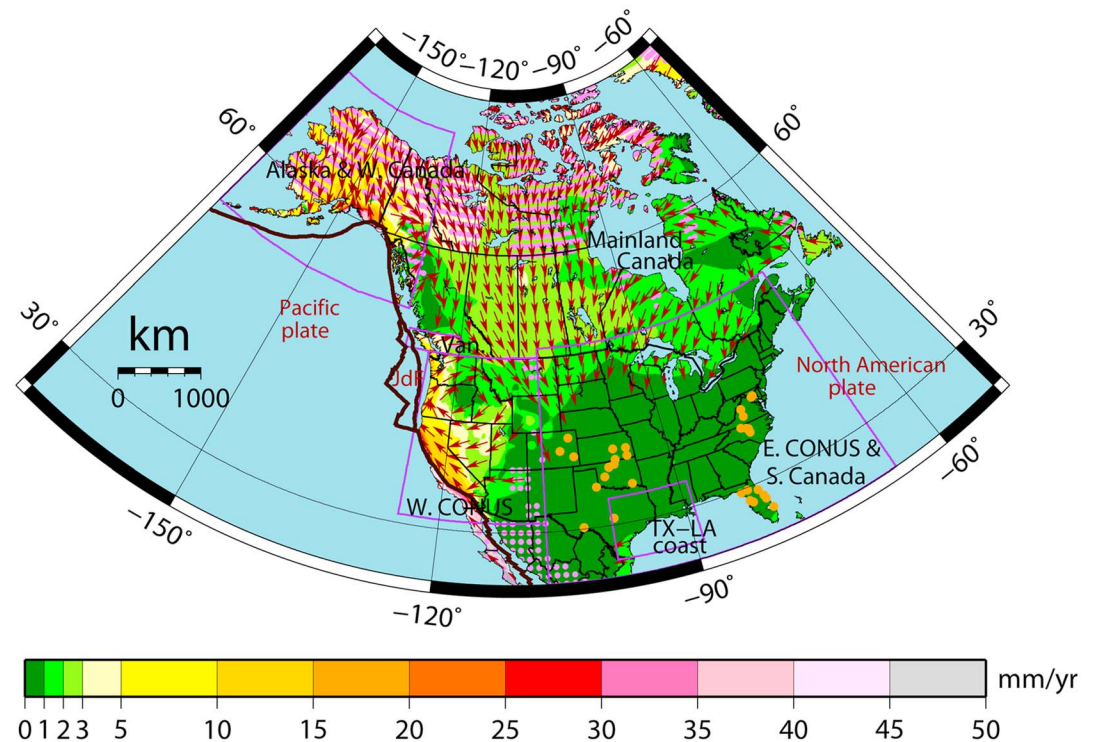 −150° −120° −90° −60°
60° 60°
Alaska & W. Canada
Mainland
Canada
Pacific
plate
30° 30°
km
Van.
JdF
North American
plate
0 1000
E. CONUS &
S. Canada
−60°
W. CONUS
−150°
TX–LA
coast
−120° −90°
mm/yr
0 1 2 3 5 10 15 20 25 30 35 40 45 50